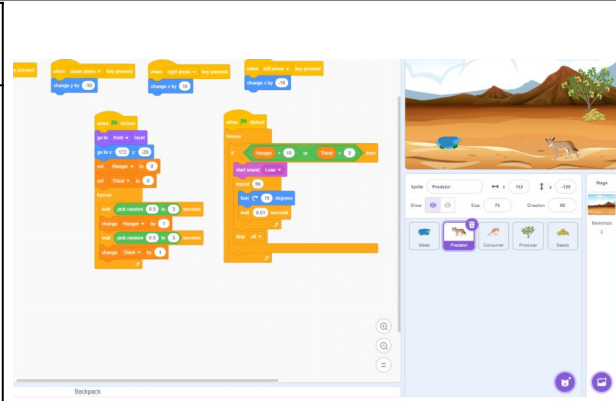 pressed
when down arrow key pressed
when right arrow key pressed
when left arrow key pressed
change y by -10
change x by 10
change x by -10
when clicked
go to front layer
go to x: 172 y: -29
set Hunger to 0
set Thirst to 0
forever
wait pick random 0.5 to 3 seconds
change Hunger by 1
wait pick random 0.5 to 3 seconds
change Thirst by 1
when clicked
forever
if Hunger = 10 or Thirst = then
start sound Lose
repeat 10
turn 15 degrees
wait 0.01 seconds
stop all
Sprite Predator x 112 y -129
Show Size 70 Direction 90
Stage
Backdrops
2
Water Predator Consumer Producer Seeds
Backpack